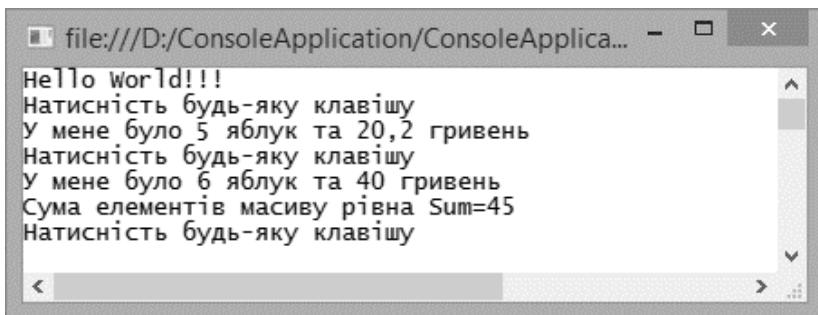 file:///D:/ConsoleApplication/ConsoleApplica...
Hello World!!!
Натисність будь-яку клавішу
У мене було 5 яблук та 20,2 гривень
Натисність будь-яку клавішу
У мене було 6 яблук та 40 гривень
Сума елементів масиву рівна Sum=45
Натисність будь-яку клавішу